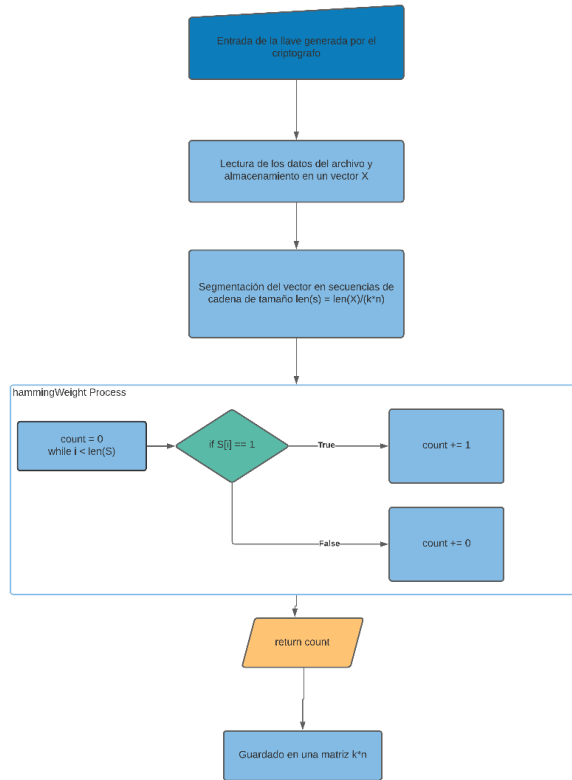 Entrada de la llave generada por el
criptografo
Lectura de los datos del archivo y
almacenamiento en un vector X
Segmentación del vector en secuencias de
cadena de tamaño len(s) = len(X)/(k*n)
hammingWeight Process
count = 0
while i < len(S)
if S[i] == 1
True
count += 1
False
count += 0
return count
Guardado en una matriz k*n